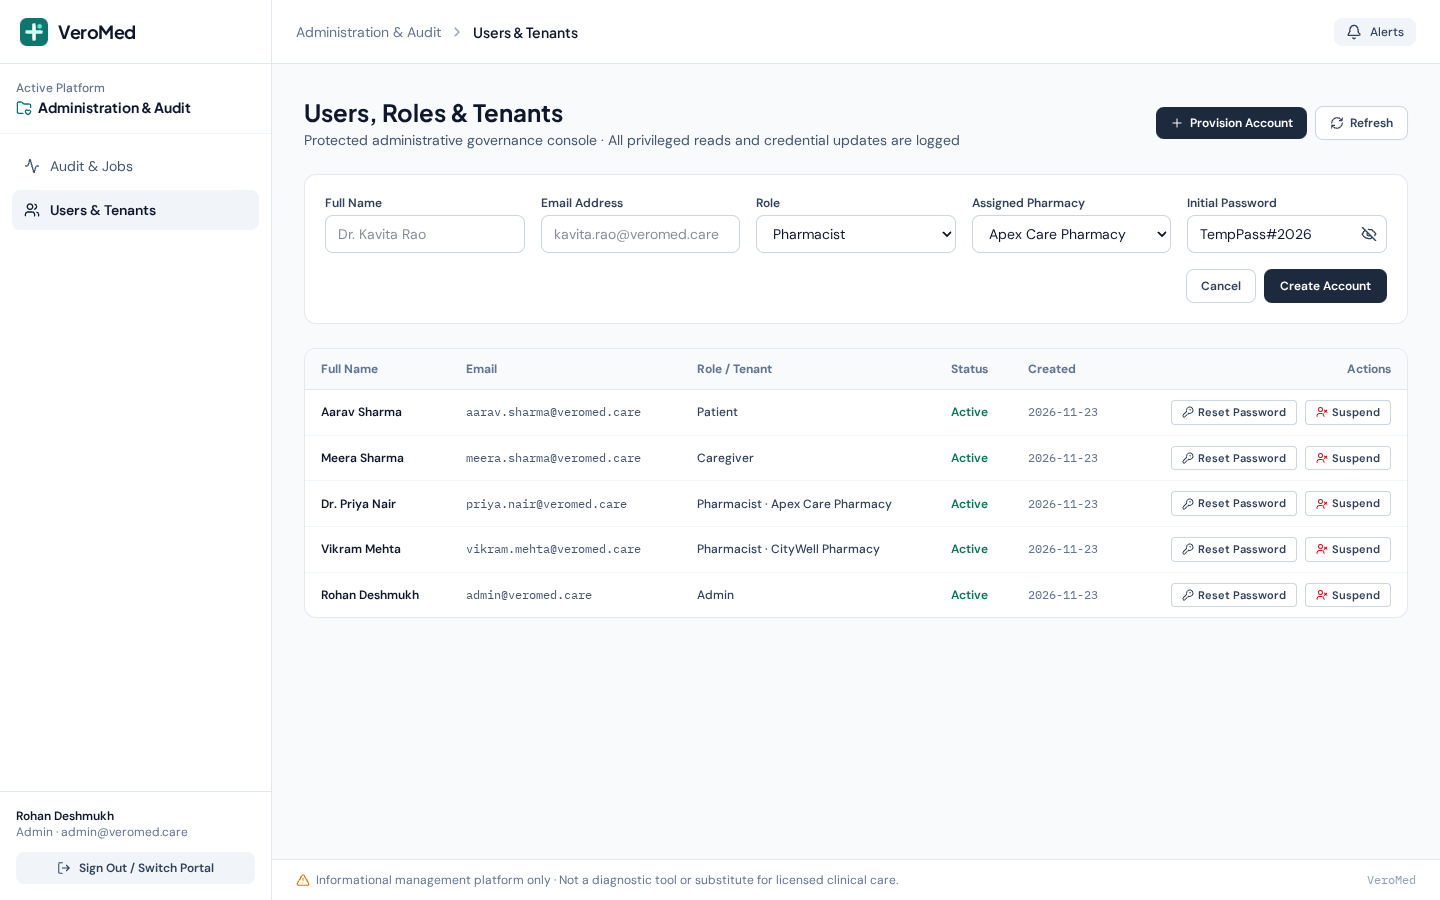 VeroMed
Administration & Audit > Users & Tenants
Alerts
Active Platform
Administration & Audit
Audit & Jobs
Users & Tenants
Users, Roles & Tenants
Protected administrative governance console · All privileged reads and credential updates are logged
Provision Account
Refresh
Full Name Email Address Role Assigned Pharmacy Initial Password
Dr. Kavita Rao kavita.rao@veromed.care Pharmacist Apex Care Pharmacy TempPass#2026
Cancel Create Account
Full Name Email Role / Tenant Status Created Actions
Aarav Sharma aarav.sharma@veromed.care Patient Active 2026-11-23 Reset Password Suspend
Meera Sharma meera.sharma@veromed.care Caregiver Active 2026-11-23 Reset Password Suspend
Dr. Priya Nair priya.nair@veromed.care Pharmacist · Apex Care Pharmacy Active 2026-11-23 Reset Password Suspend
Vikram Mehta vikram.mehta@veromed.care Pharmacist · CityWell Pharmacy Active 2026-11-23 Reset Password Suspend
Rohan Deshmukh admin@veromed.care Admin Active 2026-11-23 Reset Password Suspend
Rohan Deshmukh
Admin · admin@veromed.care
Sign Out / Switch Portal
Informational management platform only · Not a diagnostic tool or substitute for licensed clinical care.
VeroMed